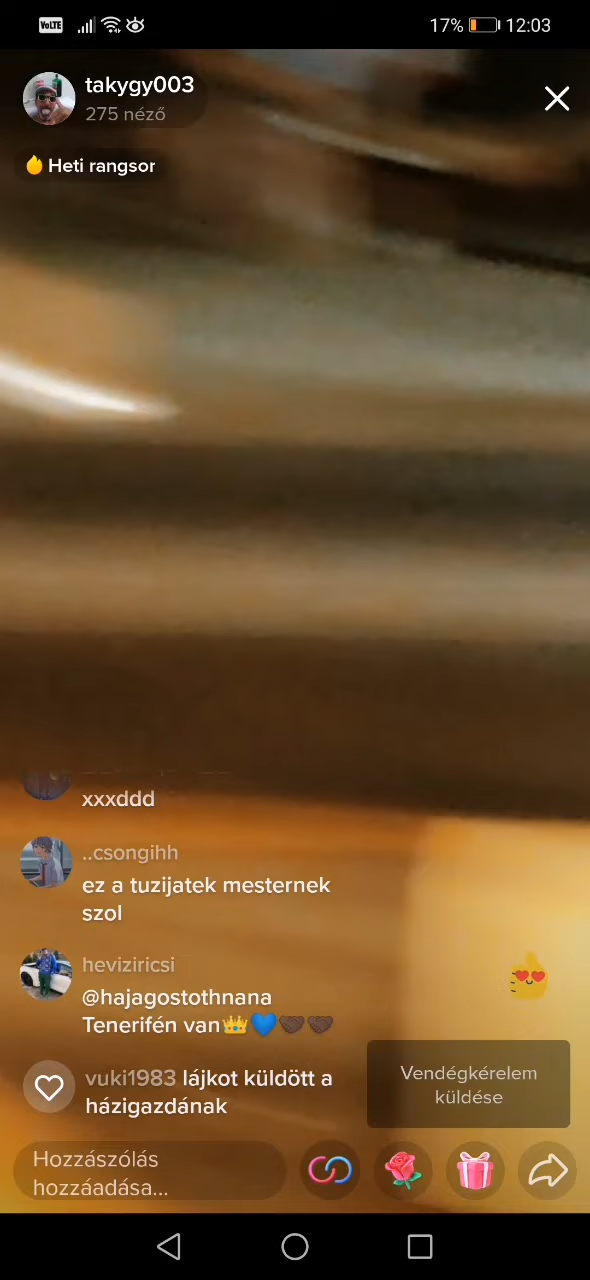 VoLTE
17%
12:03
takygy003
275 néző
Heti rangsor
xxxddd
..csongihh
ez a tuzijatek mesternek
szol
heviziricsi
@hajagostothnana
Tenerifén van👑💙🖤🖤
vuki1983 lájkot küldött a
házigazdának
Vendégkérelem
küldése
Hozzászólás
hozzáadása...